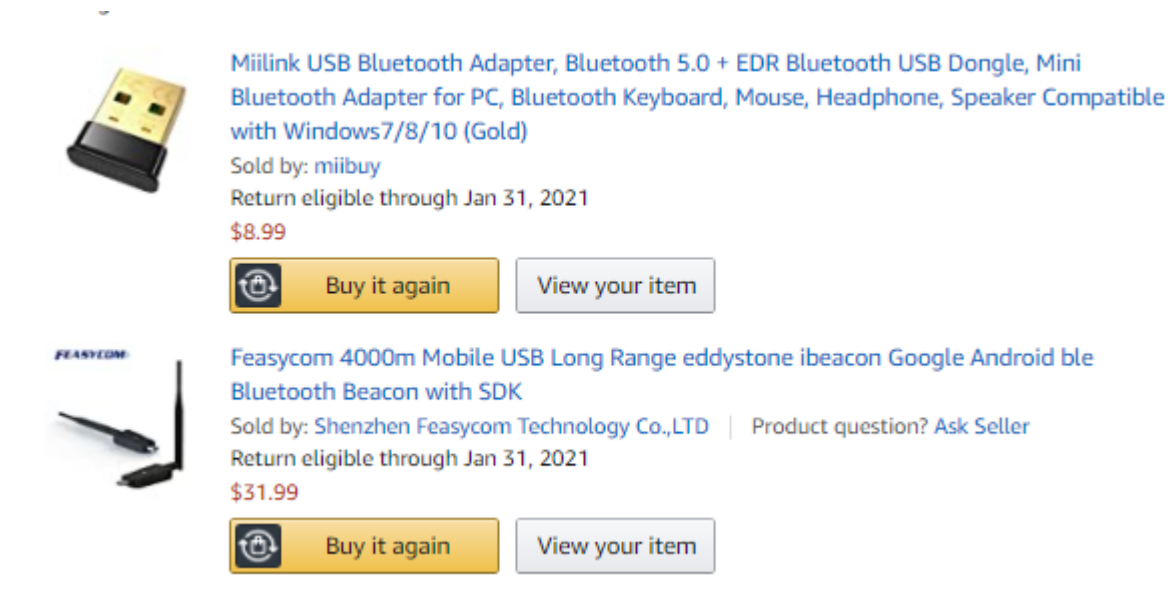 Miilink USB Bluetooth Adapter, Bluetooth 5.0 + EDR Bluetooth USB Dongle, Mini
Bluetooth Adapter for PC, Bluetooth Keyboard, Mouse, Headphone, Speaker Compatible
with Windows7/8/10 (Gold)
Sold by: miibuy
Return eligible through Jan 31, 2021
$8.99
Buy it again View your item
FEASYCOM
Feasycom 4000m Mobile USB Long Range eddystone ibeacon Google Android ble
Bluetooth Beacon with SDK
Sold by: Shenzhen Feasycom Technology Co.,LTD | Product question? Ask Seller
Return eligible through Jan 31, 2021
$31.99
Buy it again View your item